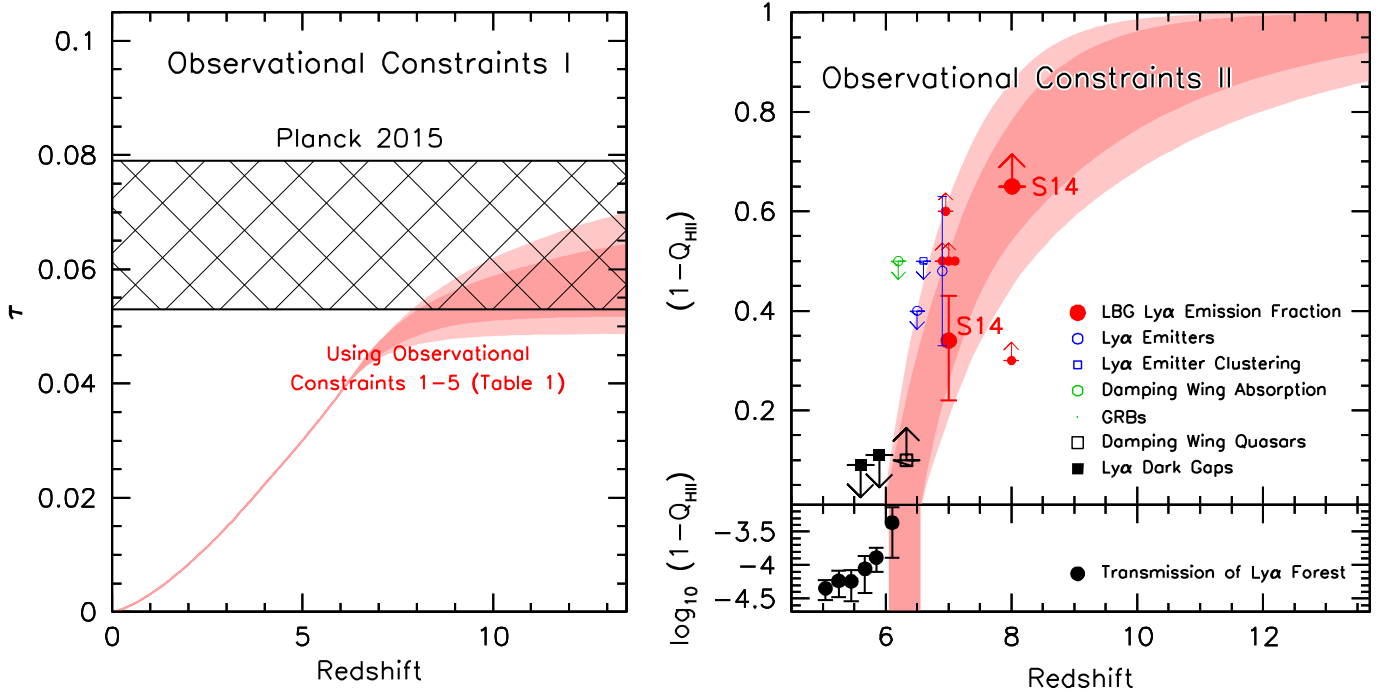 Observational Constraints I
Planck 2015
Using Observational
Constraints 1−5 (Table 1)
0.1
0.08
0.06
0.04
0.02
0
τ
0 5 10
Redshift
Observational Constraints II
1
0.8
0.6
0.4
0.2
(1−Q_HII)
S14
S14
LBG Lyα Emission Fraction
Lyα Emitters
Lyα Emitter Clustering
Damping Wing Absorption
GRBs
Damping Wing Quasars
Lyα Dark Gaps
−3.5
−4
−4.5
log₁₀ (1−Q_HII)
Transmission of Lyα Forest
6 8 10 12
Redshift